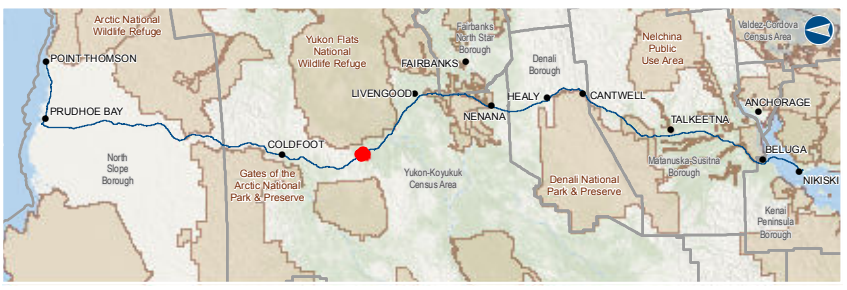 Arctic National
Wildlife Refuge
Yukon Flats
National
Wildlife Refuge
Fairbanks
North Star
Borough
Nelchina
Public
Use Area
Valdez-Cordova
Census Area
POINT THOMSON
FAIRBANKS
Denali
Borough
LIVENGOOD
HEALY
CANTWELL
PRUDHOE BAY
NENANA
ANCHORAGE
TALKEETNA
COLDFOOT
BELUGA
North
Slope
Borough
Gates of the
Arctic National
Park & Preserve
Yukon-Koyukuk
Census Area
Denali National
Park & Preserve
Matanuska-Susitna
Borough
NIKISKI
Kenai
Peninsula
Borough